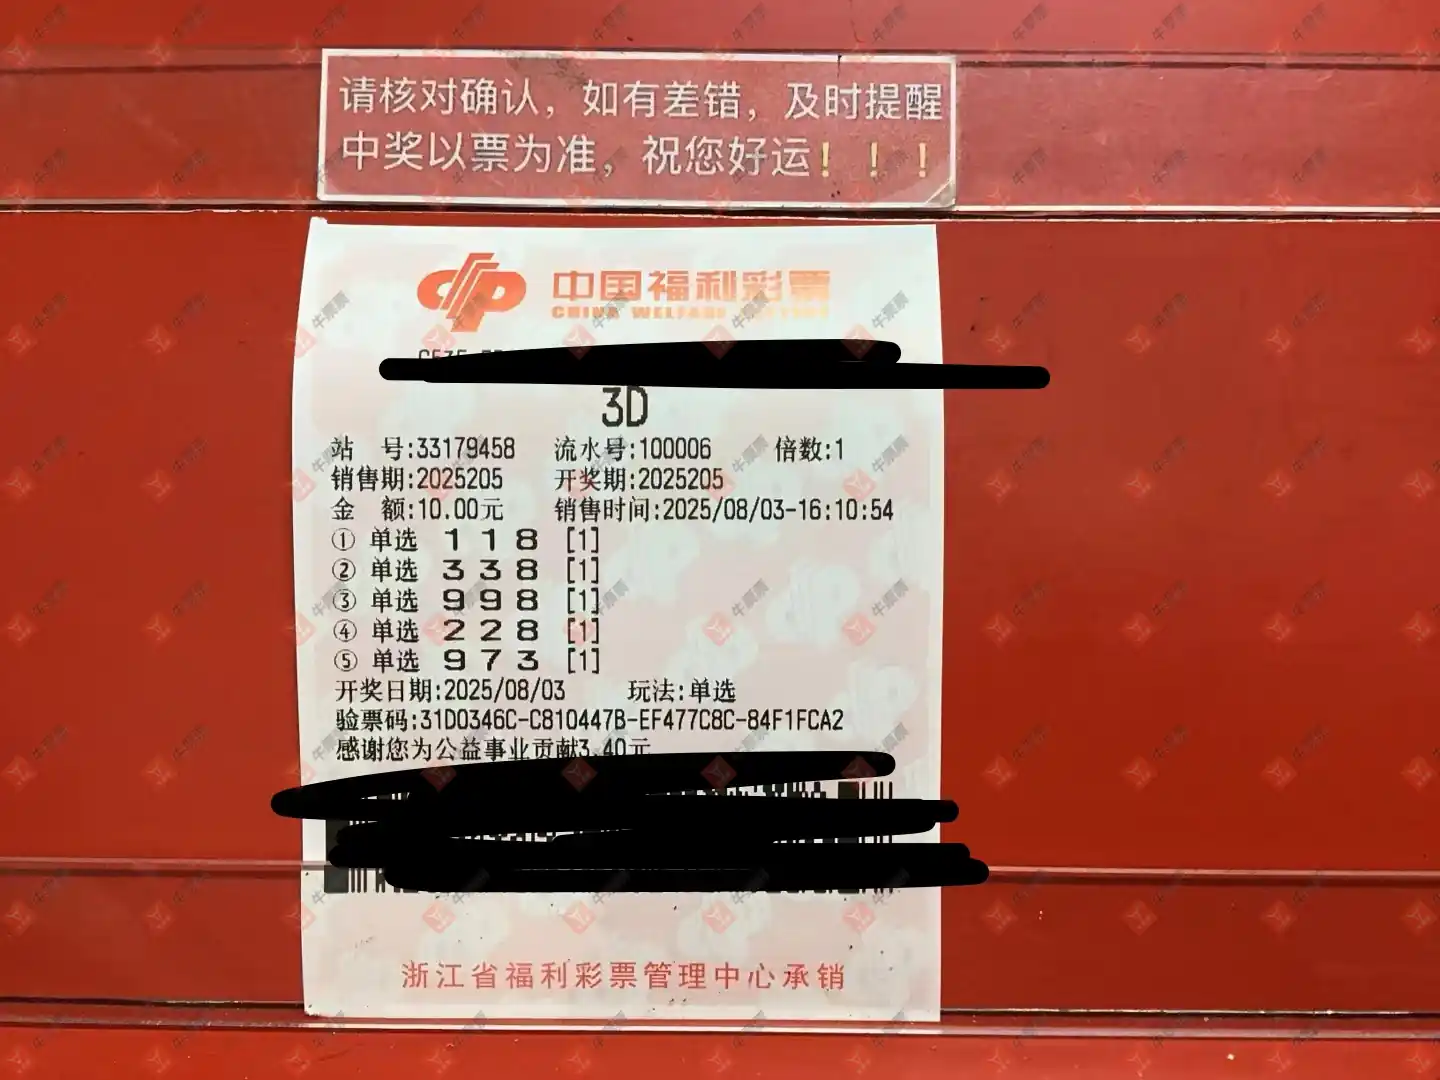 请核对确认，如有差错，及时提醒
中奖以票为准，祝您好运！！！
中国福利彩票
CHINA WELFARE LOTTERY
3D
站 号:33179458 流水号:100006 倍数:1
销售期:2025205 开奖期:2025205
金 额:10.00元 销售时间:2025/08/03-16:10:54
① 单选 1 1 8 [1]
② 单选 3 3 8 [1]
③ 单选 9 9 8 [1]
④ 单选 2 2 8 [1]
⑤ 单选 9 7 3 [1]
开奖日期:2025/08/03 玩法:单选
验票码:31D0346C-C810447B-EF477C8C-84F1FCA2
感谢您为公益事业贡献3.40元
浙江省福利彩票管理中心承销
牛票票